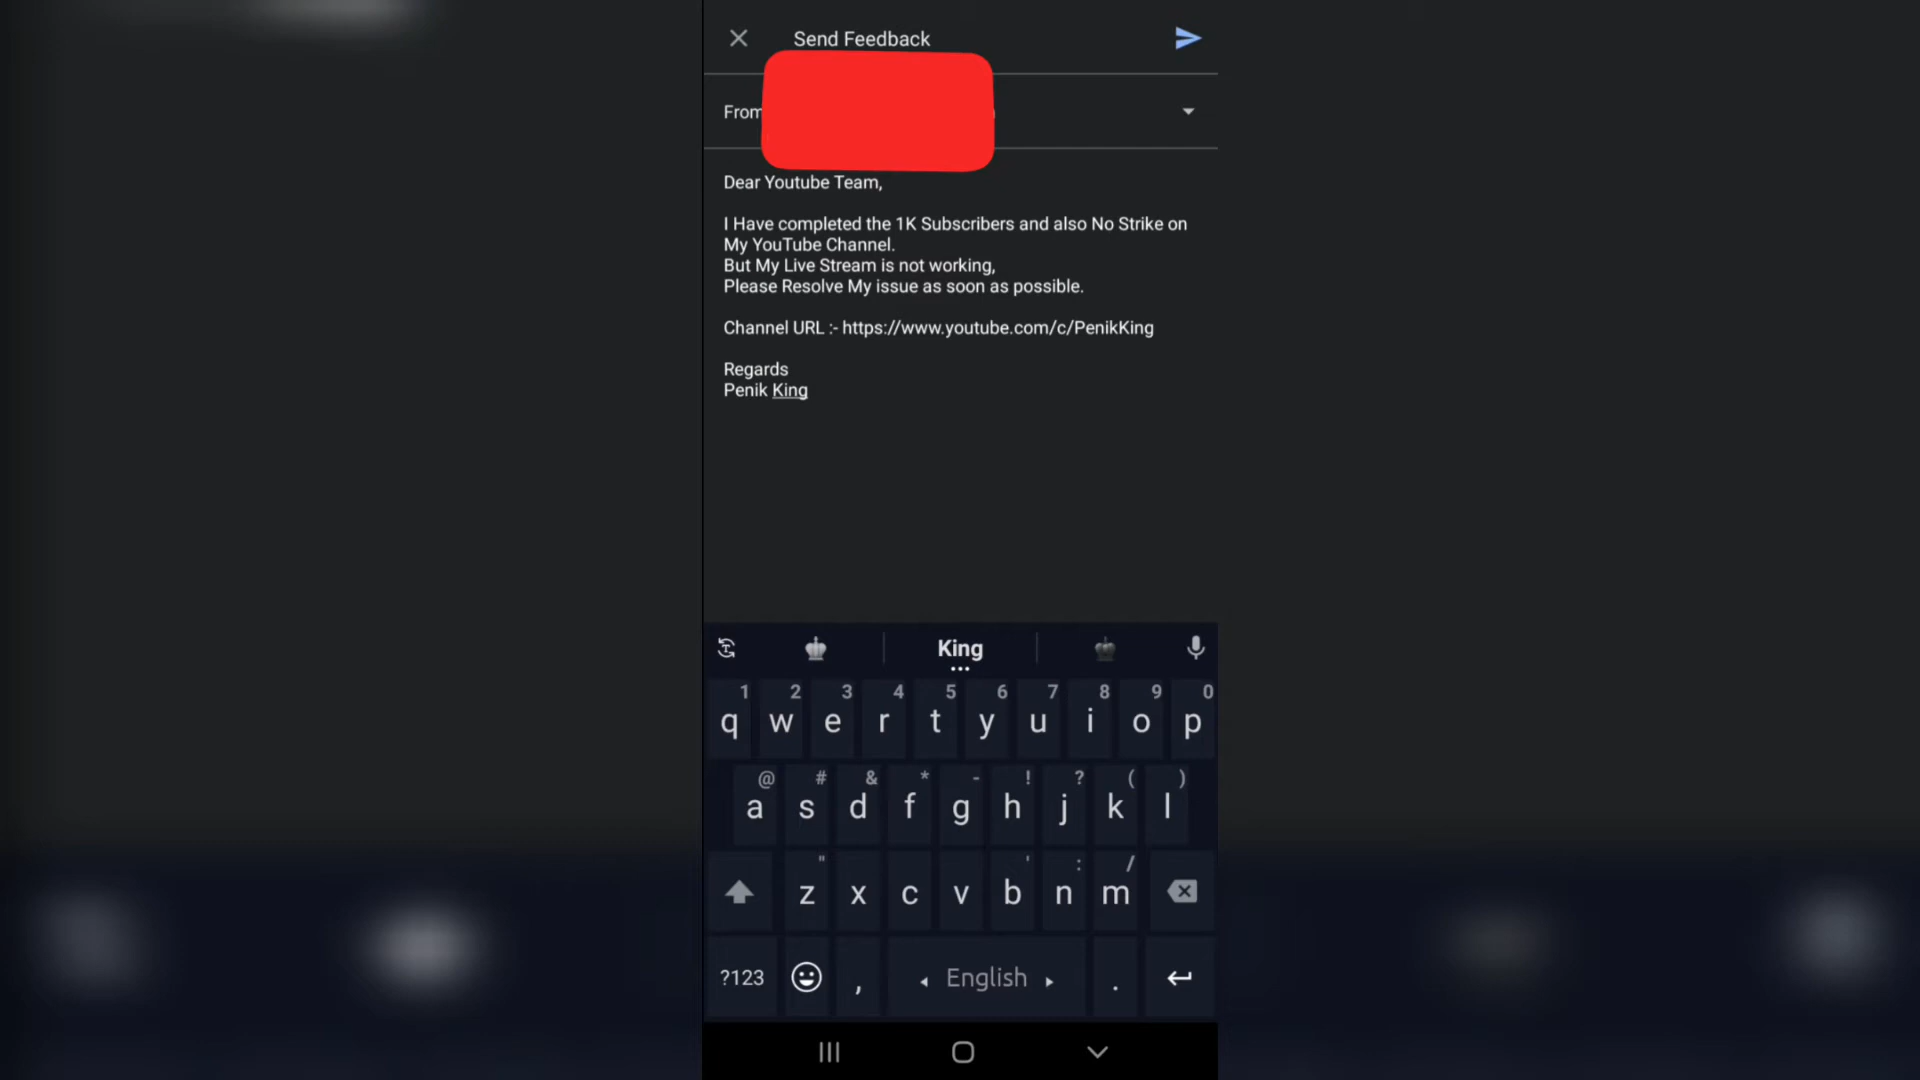 Send Feedback
From
Dear Youtube Team,
I Have completed the 1K Subscribers and also No Strike on
My YouTube Channel.
But My Live Stream is not working,
Please Resolve My issue as soon as possible.
Channel URL :- https://www.youtube.com/c/PenikKing
Regards
Penik King
King
1 2 3 4 5 6 7 8 9 0
q w e r t y u i o p
@ # & * - ! ? ( )
a s d f g h j k l
" ' : /
z x c v b n m
?123 , English .